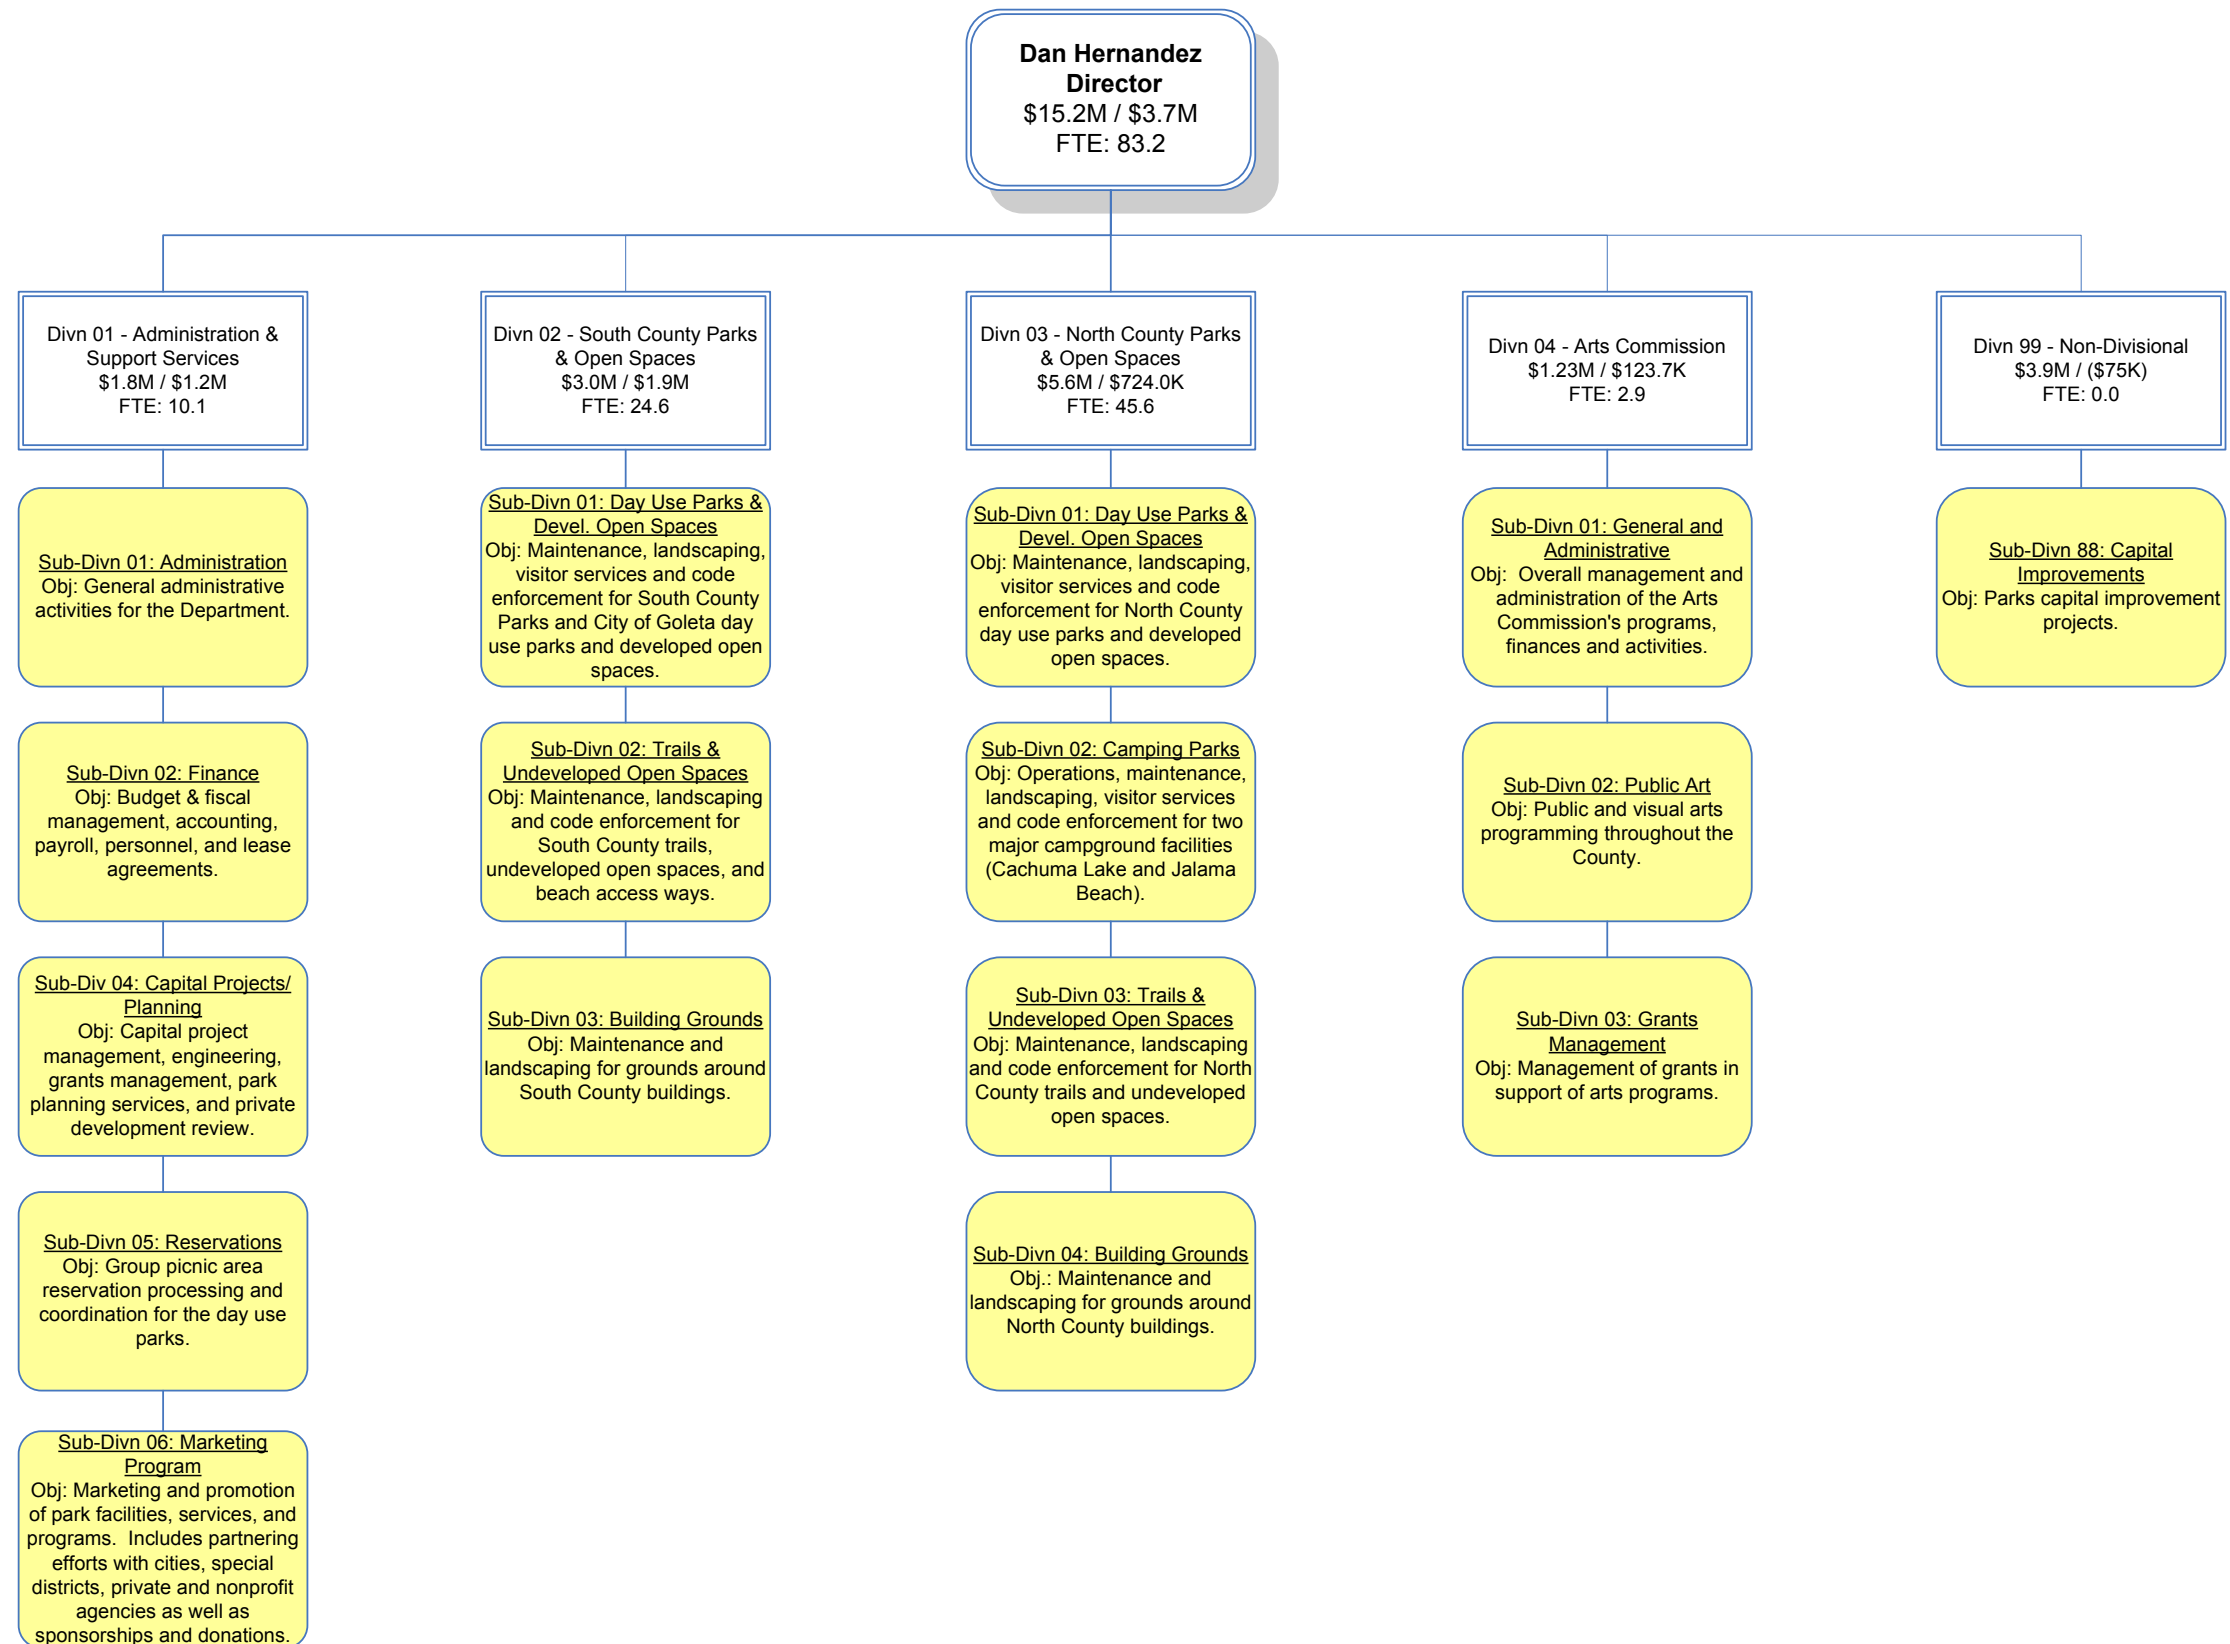 Dan Hernandez
Director
$15.2M / $3.7M
FTE: 83.2
Divn 01 - Administration &
Support Services
$1.8M / $1.2M
FTE: 10.1
Divn 02 - South County Parks
& Open Spaces
$3.0M / $1.9M
FTE: 24.6
Divn 03 - North County Parks
& Open Spaces
$5.6M / $724.0K
FTE: 45.6
Divn 04 - Arts Commission
$1.23M / $123.7K
FTE: 2.9
Divn 99 - Non-Divisional
$3.9M / ($75K)
FTE: 0.0
Sub-Divn 01: Administration
Obj: General administrative
activities for the Department.
Sub-Divn 01: Day Use Parks &
Devel. Open Spaces
Obj: Maintenance, landscaping,
visitor services and code
enforcement for South County
Parks and City of Goleta day
use parks and developed open
spaces.
Sub-Divn 01: Day Use Parks &
Devel. Open Spaces
Obj: Maintenance, landscaping,
visitor services and code
enforcement for North County
day use parks and developed
open spaces.
Sub-Divn 01: General and
Administrative
Obj:  Overall management and
administration of the Arts
Commission's programs,
finances and activities.
Sub-Divn 88: Capital
Improvements
Obj: Parks capital improvement
projects.
Sub-Divn 02: Finance
Obj: Budget & fiscal
management, accounting,
payroll, personnel, and lease
agreements.
Sub-Divn 02: Trails &
Undeveloped Open Spaces
Obj: Maintenance, landscaping
and code enforcement for
South County trails,
undeveloped open spaces, and
beach access ways.
Sub-Divn 02: Camping Parks
Obj: Operations, maintenance,
landscaping, visitor services
and code enforcement for two
major campground facilities
(Cachuma Lake and Jalama
Beach).
Sub-Divn 02: Public Art
Obj: Public and visual arts
programming throughout the
County.
Sub-Div 04: Capital Projects/
Planning
Obj: Capital project
management, engineering,
grants management, park
planning services, and private
development review.
Sub-Divn 03: Building Grounds
Obj: Maintenance and
landscaping for grounds around
South County buildings.
Sub-Divn 03: Trails &
Undeveloped Open Spaces
Obj: Maintenance, landscaping
and code enforcement for North
County trails and undeveloped
open spaces.
Sub-Divn 03: Grants
Management
Obj: Management of grants in
support of arts programs.
Sub-Divn 05: Reservations
Obj: Group picnic area
reservation processing and
coordination for the day use
parks.
Sub-Divn 04: Building Grounds
Obj.: Maintenance and
landscaping for grounds around
North County buildings.
Sub-Divn 06: Marketing
Program
Obj: Marketing and promotion
of park facilities, services, and
programs.  Includes partnering
efforts with cities, special
districts, private and nonprofit
agencies as well as
sponsorships and donations.